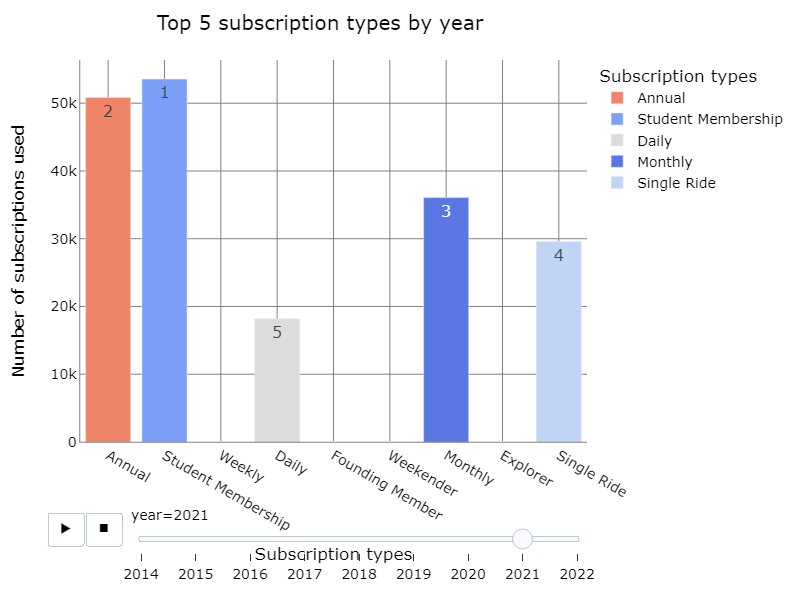 Top 5 subscription types by year
Number of subscriptions used
50k
40k
30k
20k
10k
0
2
1
5
3
4
Annual
Student Membership
Weekly
Daily
Founding Member
Weekender
Monthly
Explorer
Single Ride
Subscription types
Annual
Student Membership
Daily
Monthly
Single Ride
year=2021
Subscription types
2014 2015 2016 2017 2018 2019 2020 2021 2022